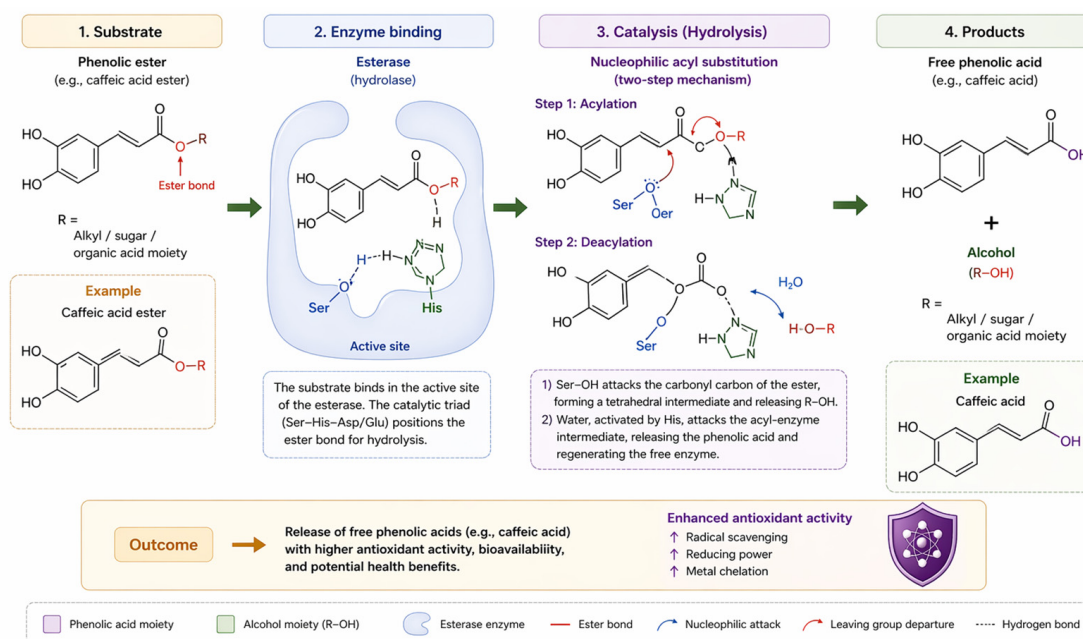 1. Substrate
Phenolic ester
(e.g., caffeic acid ester)
HO
HO
O
O
R
Ester bond
R =
Alkyl / sugar /
organic acid moiety
Example
Caffeic acid ester
HO
HO
O
O
R
2. Enzyme binding
Esterase
(hydrolase)
HO
HO
O
O
R
H
H
H
N
N
N
N
O
Ser
His
Active site
The substrate binds in the active site
of the esterase. The catalytic triad
(Ser–His–Asp/Glu) positions the
ester bond for hydrolysis.
3. Catalysis (Hydrolysis)
Nucleophilic acyl substitution
(two-step mechanism)
Step 1: Acylation
HO
HO
O
C
O–R
O
Ser
Oer
H–N
N
N
Step 2: Deacylation
HO
HO
O
O
O
O
Ser
H–N
N
N
H₂O
H-O–R
1) Ser–OH attacks the carbonyl carbon of the ester,
forming a tetrahedral intermediate and releasing R–OH.
2) Water, activated by His, attacks the acyl-enzyme
intermediate, releasing the phenolic acid and
regenerating the free enzyme.
4. Products
Free phenolic acid
(e.g., caffeic acid)
HO
HO
O
OH
+
Alcohol
(R–OH)
R =
Alkyl / sugar /
organic acid moiety
Example
Caffeic acid
HO
HO
O
OH
Outcome
Release of free phenolic acids (e.g., caffeic acid)
with higher antioxidant activity, bioavailabiiity,
and potential health benefits.
Enhanced antioxidant activity
↑ Radical scavenging
↑ Reducing power
↑ Metal chelation
Phenolic acid moiety
Alcohol moiety (R–OH)
Esterase enzyme
Ester bond
Nucleophilic attack
Leaving group departure
Hydrogen bond